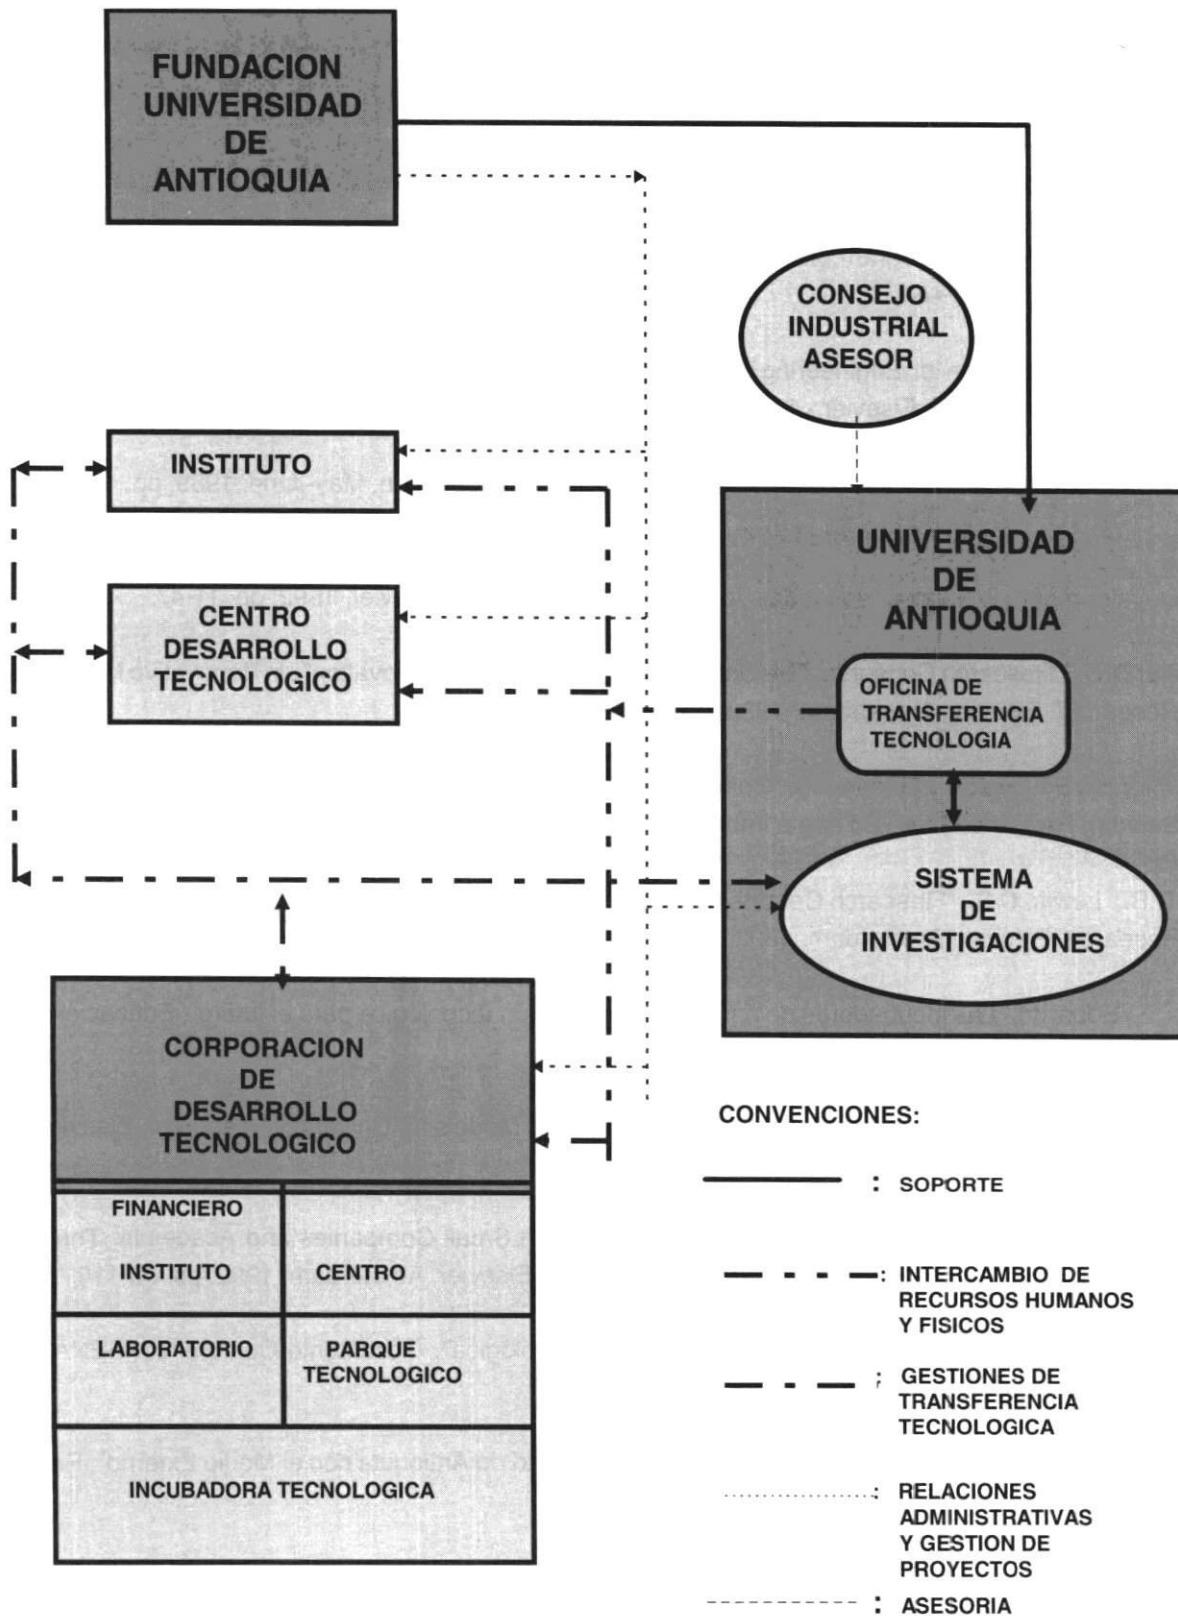 FUNDACION
UNIVERSIDAD
DE
ANTIOQUIA
CONSEJO
INDUSTRIAL
ASESOR
INSTITUTO
CENTRO
DESARROLLO
TECNOLOGICO
UNIVERSIDAD
DE
ANTIOQUIA
OFICINA DE
TRANSFERENCIA
TECNOLOGIA
SISTEMA
DE
INVESTIGACIONES
CORPORACION
DE
DESARROLLO
TECNOLOGICO
FINANCIERO
INSTITUTO
CENTRO
LABORATORIO
PARQUE
TECNOLOGICO
INCUBADORA TECNOLOGICA
CONVENCIONES:
: SOPORTE
: INTERCAMBIO DE
RECURSOS HUMANOS
Y FISICOS
: GESTIONES DE
TRANSFERENCIA
TECNOLOGICA
: RELACIONES
ADMINISTRATIVAS
Y GESTION DE
PROYECTOS
: ASESORIA